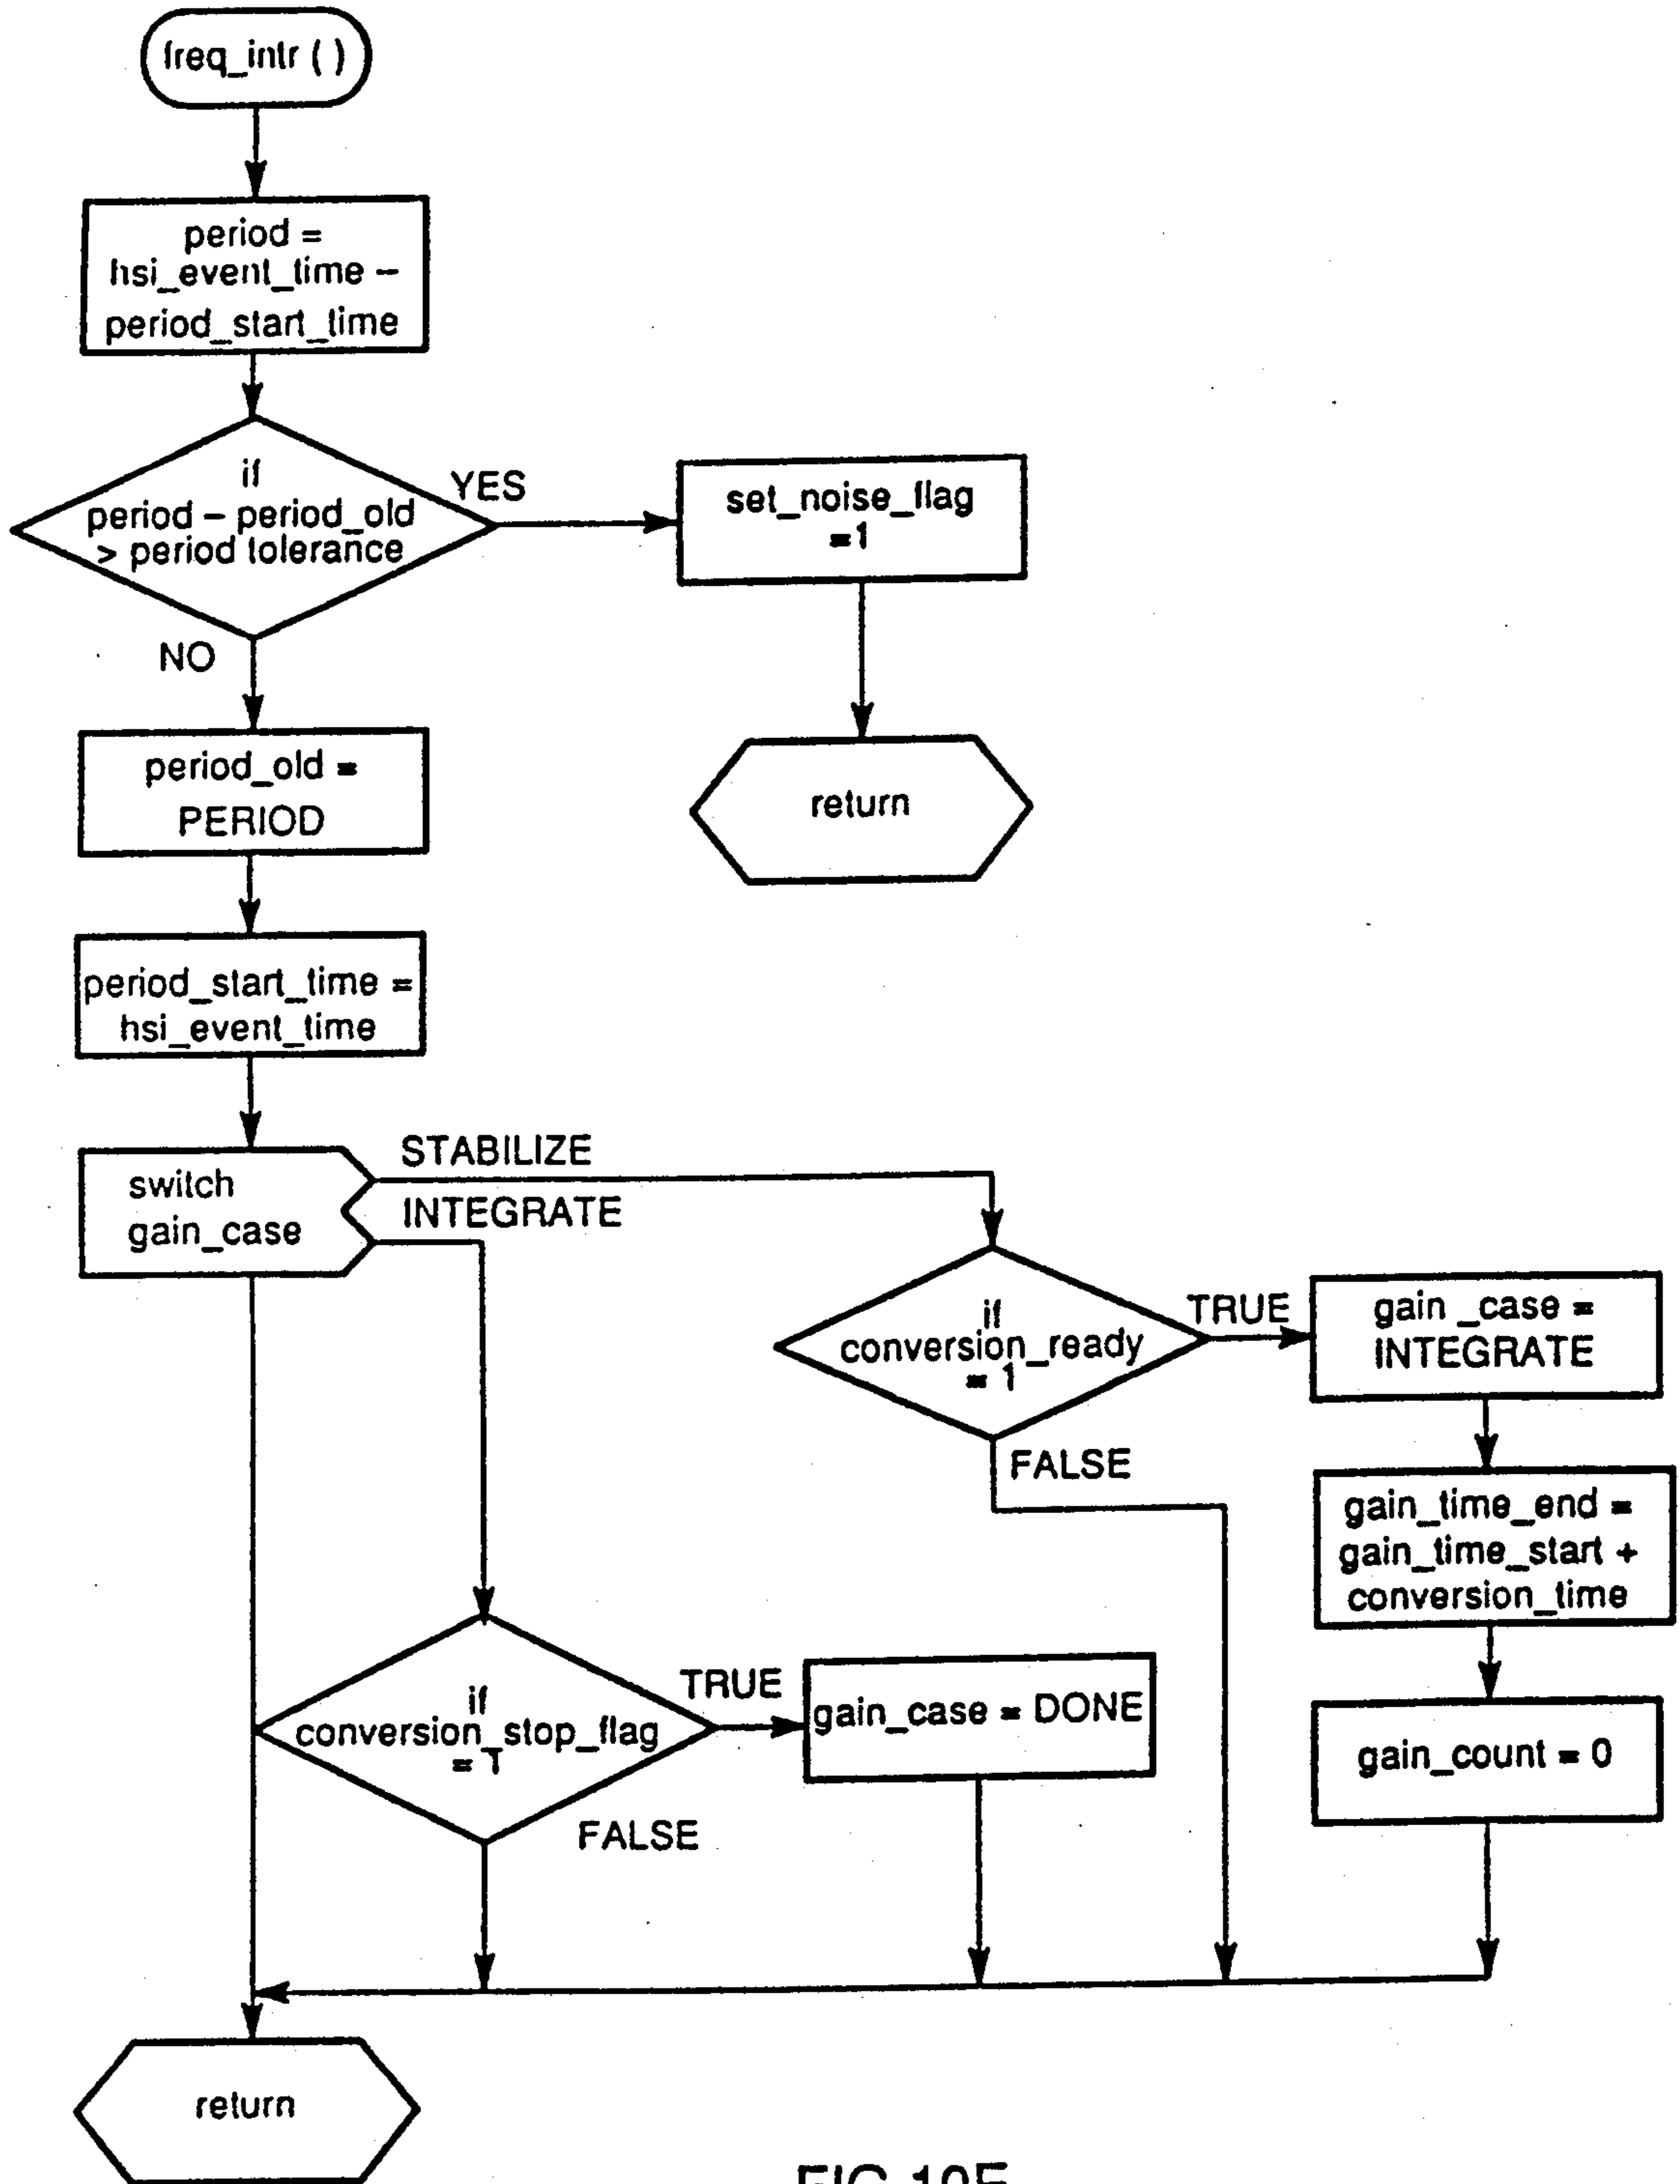 freq_intr ( )
period =
hsi_event_time –
period_start_time
if
period – period_old
> period tolerance
YES
set_noise_flag
=1
return
NO
period_old =
PERIOD
period_start_time =
hsi_event_time
switch
gain_case
STABILIZE
INTEGRATE
if
conversion_ready
= 1
TRUE
gain _case =
INTEGRATE
FALSE
gain_time_end =
gain_time_start +
conversion_time
gain_count = 0
if
conversion_stop_flag
= 1
TRUE
gain_case = DONE
FALSE
return